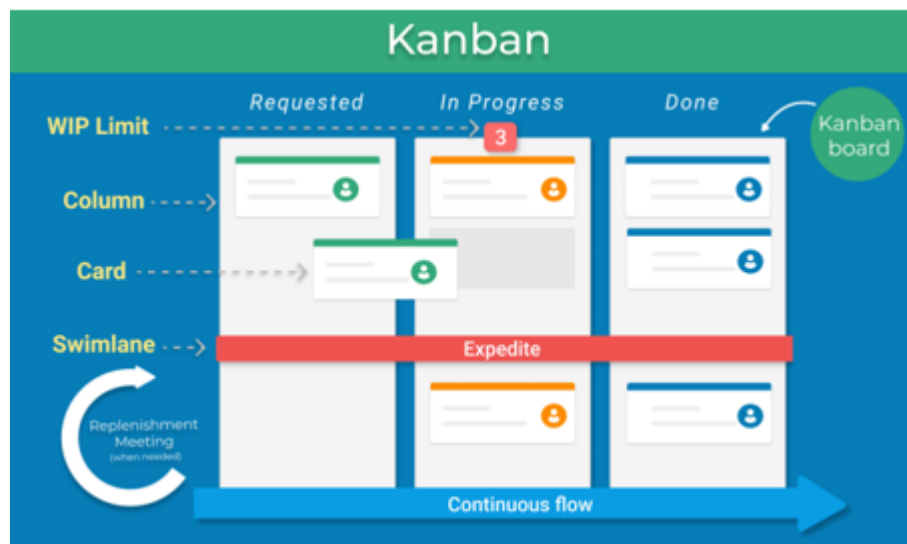 Kanban
Requested
In Progress
Done
WIP Limit
3
Kanban
board
Column
Card
Swimlane
Expedite
Replenishment
Meeting
(when needed)
Continuous flow